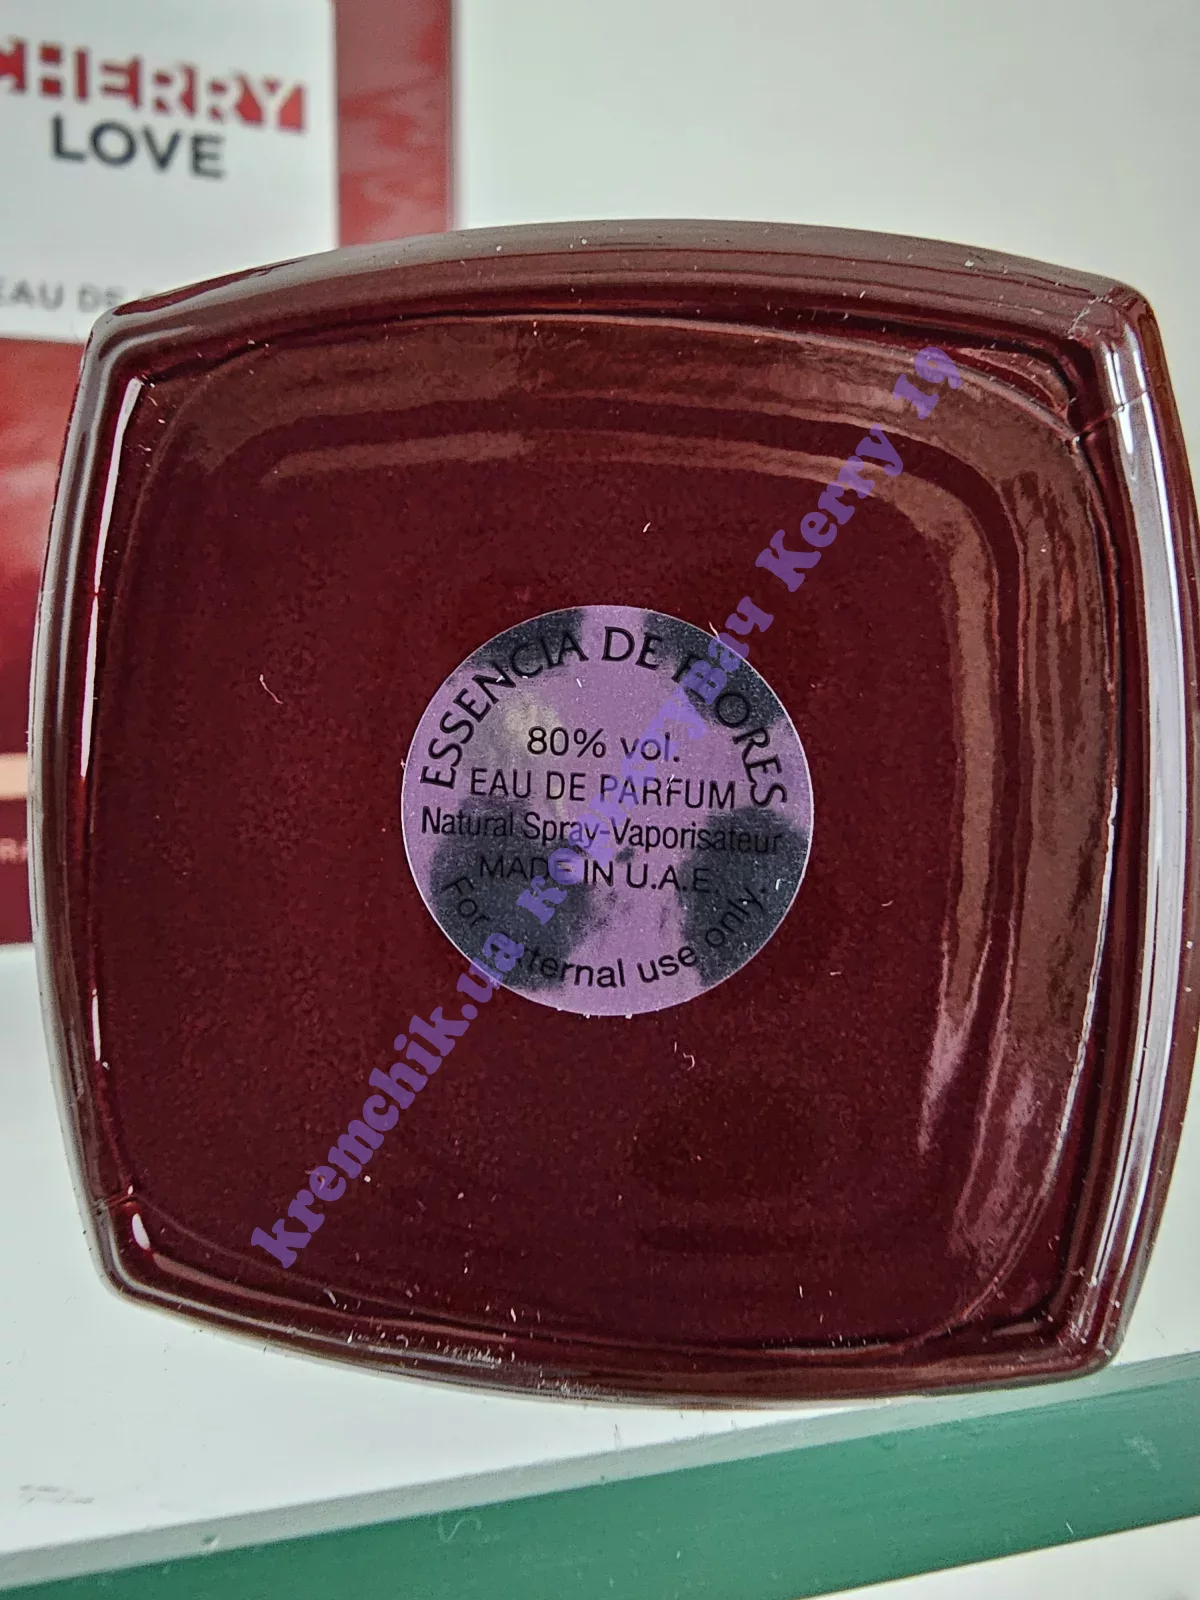 CHERRY
LOVE
EAU DE
ESSENCIA DE FLORES
80% vol.
EAU DE PARFUM
Natural Spray-Vaporisateur
MADE IN U.A.E.
For external use only.
kremchik.ua
Kerry 19